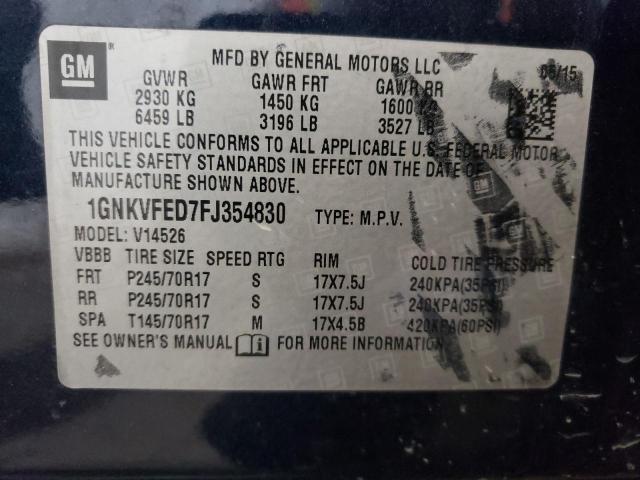 GM ®
MFD BY GENERAL MOTORS LLC 06/15
GVWR GAWR FRT GAWR RR
2930 KG 1450 KG 1600 KG
6459 LB 3196 LB 3527 LB
THIS VEHICLE CONFORMS TO ALL APPLICABLE U.S. FEDERAL MOTOR
VEHICLE SAFETY STANDARDS IN EFFECT ON THE DATE OF
MANUFACTURE SHOWN ABOVE.
1GNKVFED7FJ354830 TYPE: M.P.V.
MODEL: V14526
VBBB TIRE SIZE SPEED RTG RIM COLD TIRE PRESSURE
FRT P245/70R17 S 17X7.5J 240KPA(35PSI)
RR P245/70R17 S 17X7.5J 240KPA(35PSI)
SPA T145/70R17 M 17X4.5B 420KPA(60PSI)
SEE OWNER'S MANUAL FOR MORE INFORMATION